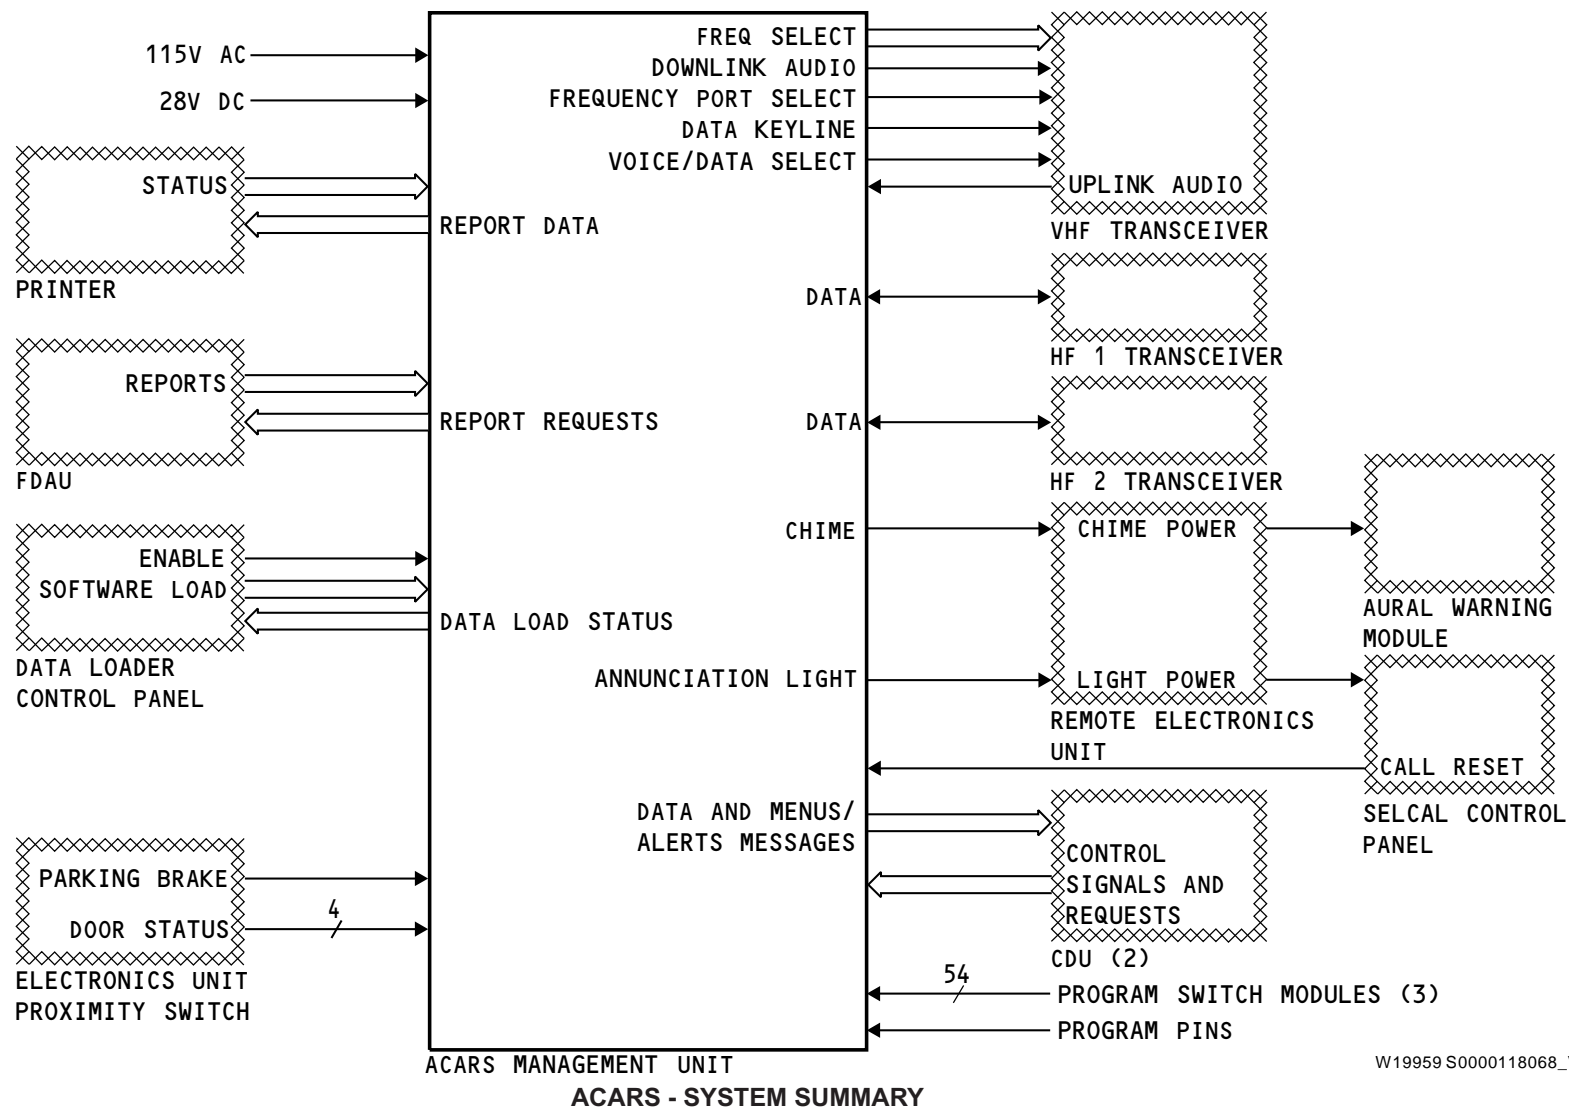 115V AC
28V DC
STATUS
REPORT DATA
PRINTER
REPORTS
REPORT REQUESTS
FDAU
ENABLE
SOFTWARE LOAD
DATA LOAD STATUS
DATA LOADER
CONTROL PANEL
PARKING BRAKE
4
DOOR STATUS
ELECTRONICS UNIT
PROXIMITY SWITCH
FREQ SELECT
DOWNLINK AUDIO
FREQUENCY PORT SELECT
DATA KEYLINE
VOICE/DATA SELECT
UPLINK AUDIO
VHF TRANSCEIVER
DATA
HF 1 TRANSCEIVER
DATA
HF 2 TRANSCEIVER
CHIME
CHIME POWER
AURAL WARNING
MODULE
ANNUNCIATION LIGHT
LIGHT POWER
REMOTE ELECTRONICS
UNIT
CALL RESET
SELCAL CONTROL
PANEL
DATA AND MENUS/
ALERTS MESSAGES
CONTROL
SIGNALS AND
REQUESTS
CDU (2)
54
PROGRAM SWITCH MODULES (3)
PROGRAM PINS
ACARS MANAGEMENT UNIT
W19959 S0000118068_
ACARS - SYSTEM SUMMARY